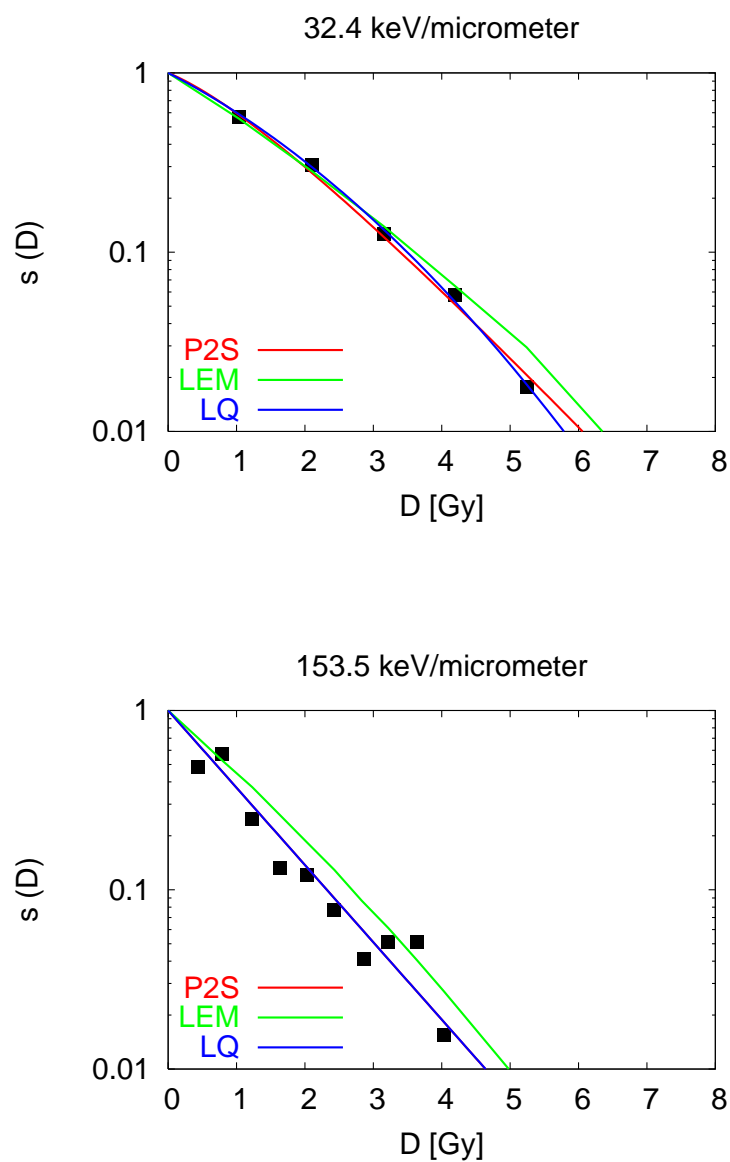 32.4 keV/micrometer
1
0.1
0.01
s (D)
P2S
LEM
LQ
0 1 2 3 4 5 6 7 8
D [Gy]
153.5 keV/micrometer
1
0.1
0.01
s (D)
P2S
LEM
LQ
0 1 2 3 4 5 6 7 8
D [Gy]